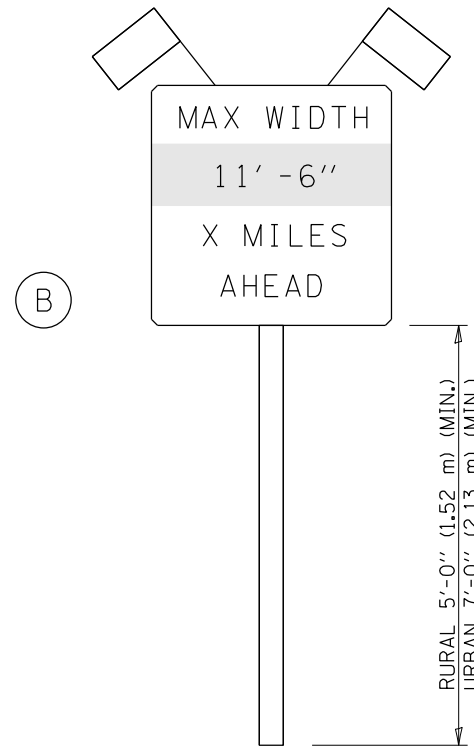 MAX WIDTH
11'-6"
X MILES
AHEAD
B
RURAL 5'-0" (1.52 m) (MIN.)
URBAN 7'-0" (2.13 m) (MIN.)